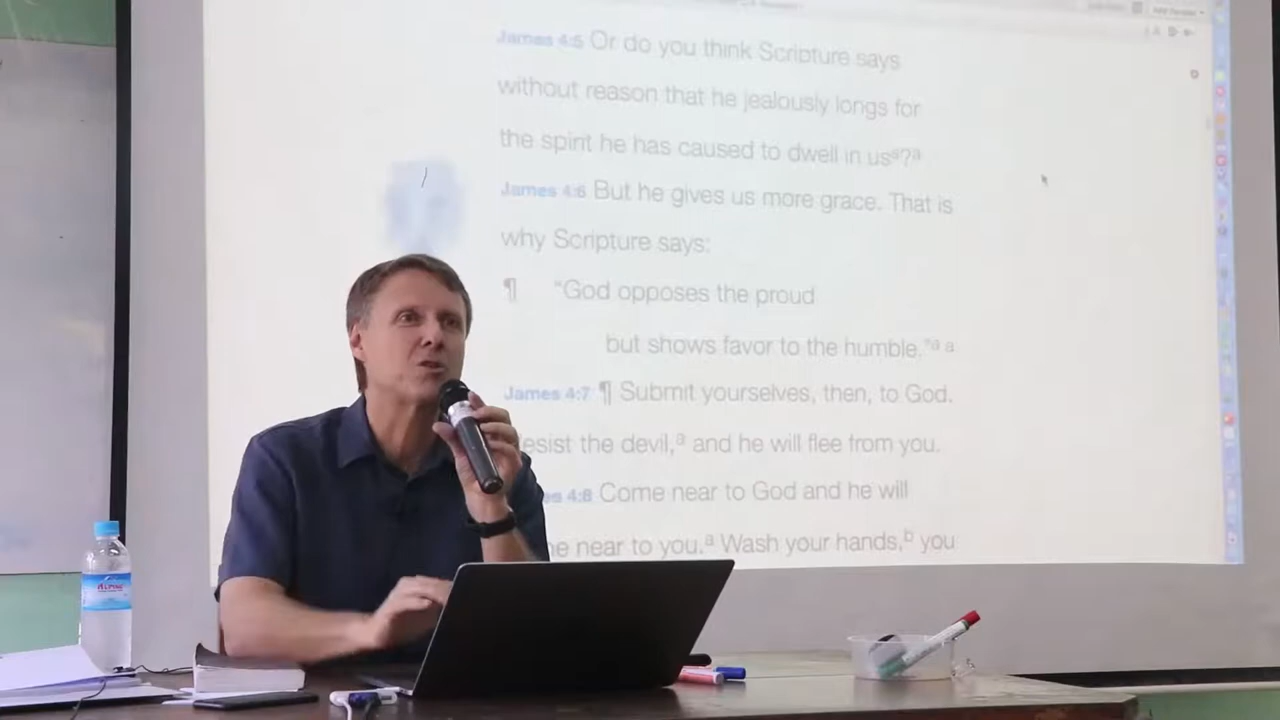 James 4:5 Or do you think Scripture says
without reason that he jealously longs for
the spirit he has caused to dwell in usª?ª
James 4:6 But he gives us more grace. That is
why Scripture says:
¶ “God opposes the proud
but shows favor to the humble.”ª a
James 4:7 ¶ Submit yourselves, then, to God.
esist the devil,ª and he will flee from you.
es 4:8 Come near to God and he will
e near to you.ª Wash your hands,ᵇ you
ALPINE